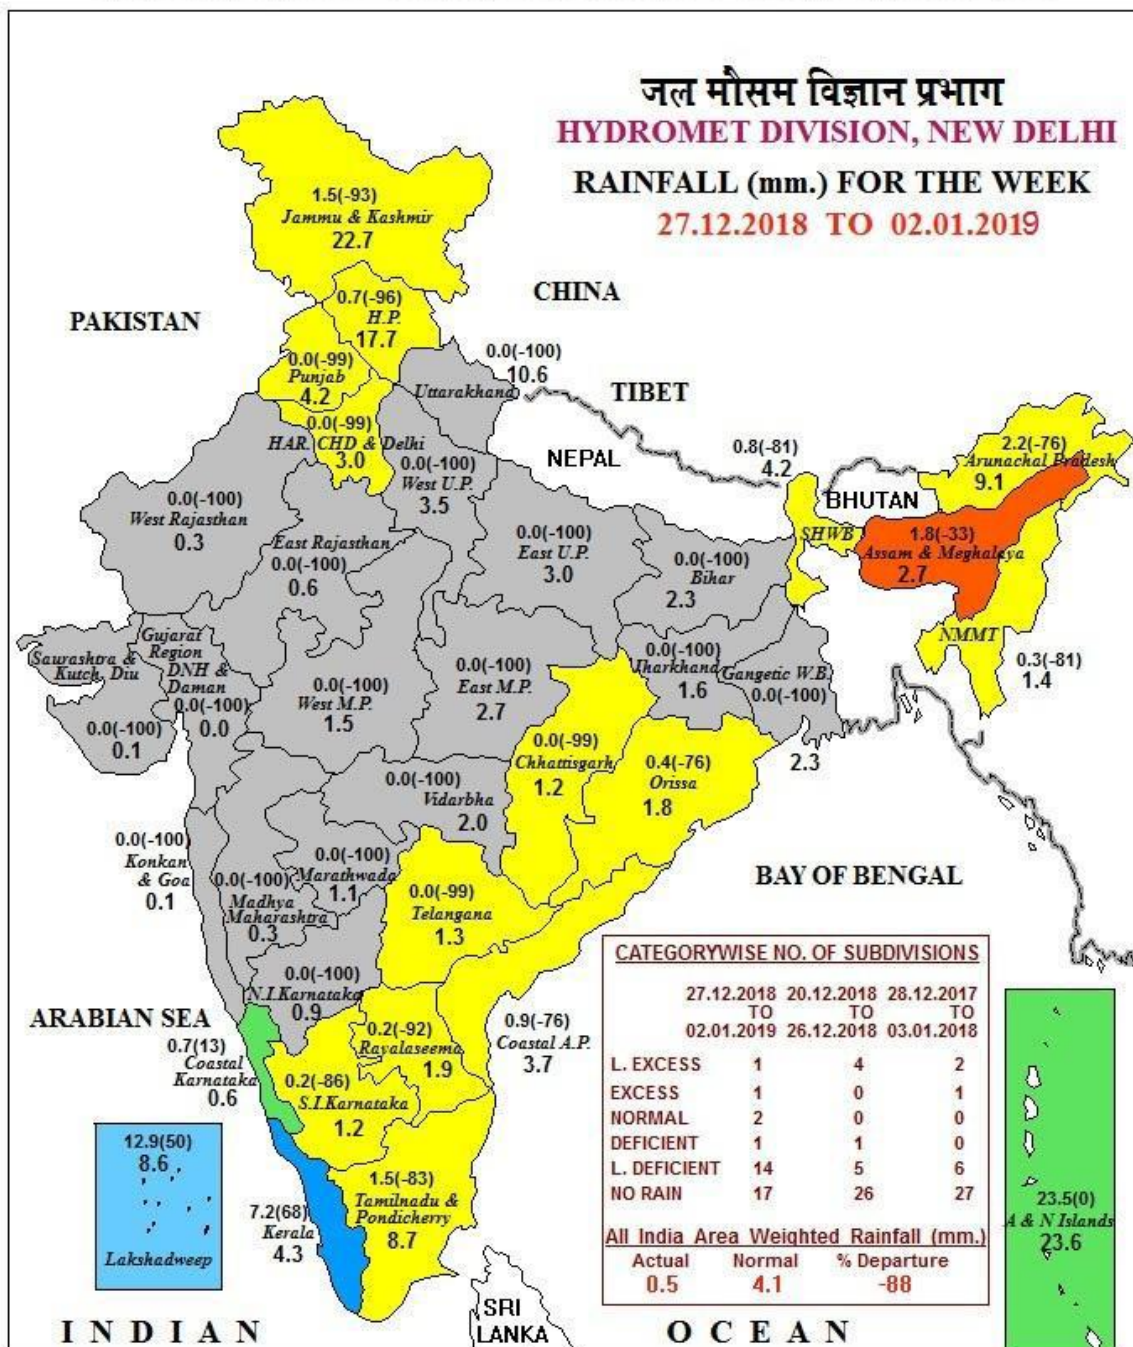 जल मौसम विज्ञान प्रभाग
HYDROMET DIVISION, NEW DELHI
RAINFALL (mm.) FOR THE WEEK
27.12.2018 TO 02.01.2019
1.5(-93)
Jammu & Kashmir
22.7
CHINA
0.7(-96)
H.P.
17.7
PAKISTAN
0.0(-99)
Punjab
4.2
0.0(-100)
10.6
Uttarakhand
TIBET
0.0(-99)
HAR. CHD & Delhi
3.0
NEPAL
0.8(-81)
4.2
2.2(-76)
Arunachal Pradesh
9.1
BHUTAN
0.0(-100)
West U.P.
3.5
0.0(-100)
West Rajasthan
0.3
East Rajasthan
0.0(-100)
0.6
0.0(-100)
East U.P.
3.0
0.0(-100)
Bihar
2.3
SHWB
1.8(-33)
Assam & Meghalaya
2.7
NMMT
0.3(-81)
1.4
Gujarat
Region
DNH &
Daman
0.0(-100)
0.0
Saurashtra &
Kutch, Diu
0.0(-100)
0.1
0.0(-100)
West M.P.
1.5
0.0(-100)
East M.P.
2.7
0.0(-100)
Jharkhand
1.6
Gangetic W.B.
0.0(-100)
2.3
0.0(-99)
Chhattisgarh
1.2
0.4(-76)
Orissa
1.8
0.0(-100)
Vidarbha
2.0
0.0(-100)
Konkan
& Goa
0.1
0.0(-100)
Marathwada
1.1
0.0(-100)
Madhya
Maharashtra
0.3
0.0(-99)
Telangana
1.3
BAY OF BENGAL
0.0(-100)
N.I.Karnataka
0.9
ARABIAN SEA
0.7(13)
Coastal
Karnataka
0.6
0.2(-92)
Rayalaseema
1.9
0.9(-76)
Coastal A.P.
3.7
0.2(-86)
S.I.Karnataka
1.2
12.9(50)
8.6
Lakshadweep
7.2(68)
Kerala
4.3
1.5(-83)
Tamilnadu &
Pondicherry
8.7
CATEGORYWISE NO. OF SUBDIVISIONS
27.12.2018 20.12.2018 28.12.2017
TO TO TO
02.01.2019 26.12.2018 03.01.2018
L. EXCESS 1 4 2
EXCESS 1 0 1
NORMAL 2 0 0
DEFICIENT 1 1 0
L. DEFICIENT 14 5 6
NO RAIN 17 26 27
All India Area Weighted Rainfall (mm.)
Actual Normal % Departure
0.5 4.1 -88
23.5(0)
A & N Islands
23.6
SRI
LANKA
INDIAN OCEAN